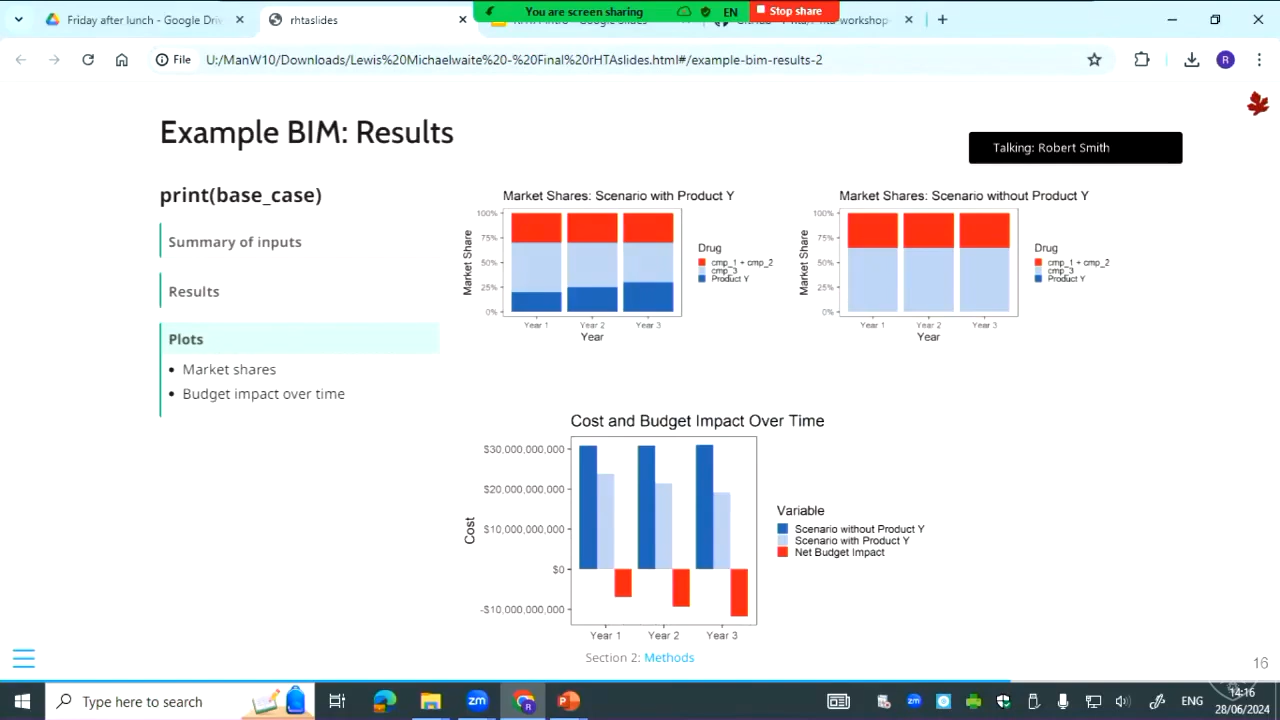 Friday after lunch - Google Driv
rhtaslides
You are screen sharing
EN
Stop share
File
U:/ManW10/Downloads/Lewis%20Michaelwaite%20-%20Final%20rHTAslides.html#/example-bim-results-2
R
Example BIM: Results
Talking: Robert Smith
print(base_case)
Summary of inputs
Results
Plots
Market shares
Budget impact over time
Market Shares: Scenario with Product Y
Market Share
100%
75%
50%
25%
0%
Year 1
Year 2
Year 3
Year
Drug
cmp_1 + cmp_2
cmp_3
Product Y
Market Shares: Scenario without Product Y
Market Share
100%
75%
50%
25%
0%
Year 1
Year 2
Year 3
Year
Drug
cmp_1 + cmp_2
cmp_3
Product Y
Cost and Budget Impact Over Time
Cost
$30,000,000,000
$20,000,000,000
$10,000,000,000
$0
-$10,000,000,000
Year 1
Year 2
Year 3
Variable
Scenario without Product Y
Scenario with Product Y
Net Budget Impact
Section 2: Methods
16
Type here to search
zm
R
zm
ENG
14:16
28/06/2024